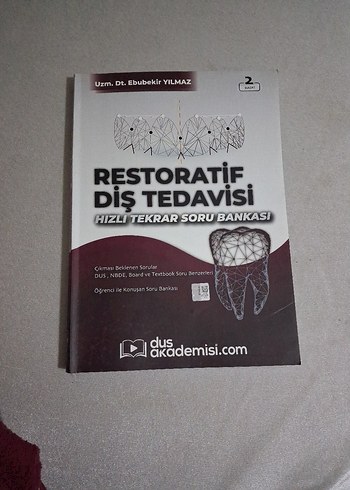 Uzm. Dt. Ebubekir YILMAZ
2
RESTORATİF
DİŞ TEDAVİSİ
HIZLI TEKRAR SORU BANKASI
Çıkması Beklenen Sorular
DUS, NBDE, Board ve Textbook Soru Benzerleri
Öğrenci ile Konuşan Soru Bankası
dus
akademisi.com